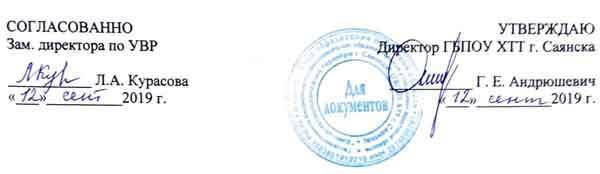 СОГЛАСОВАННО
Зам. директора по УВР
Л.А. Курасова
«12» сент 2019 г.
УТВЕРЖДАЮ
Директор ГБПОУ ХТТ г. Саянска
Г. Е. Андрюшевич
«12» сент 2019 г.
Для
документов